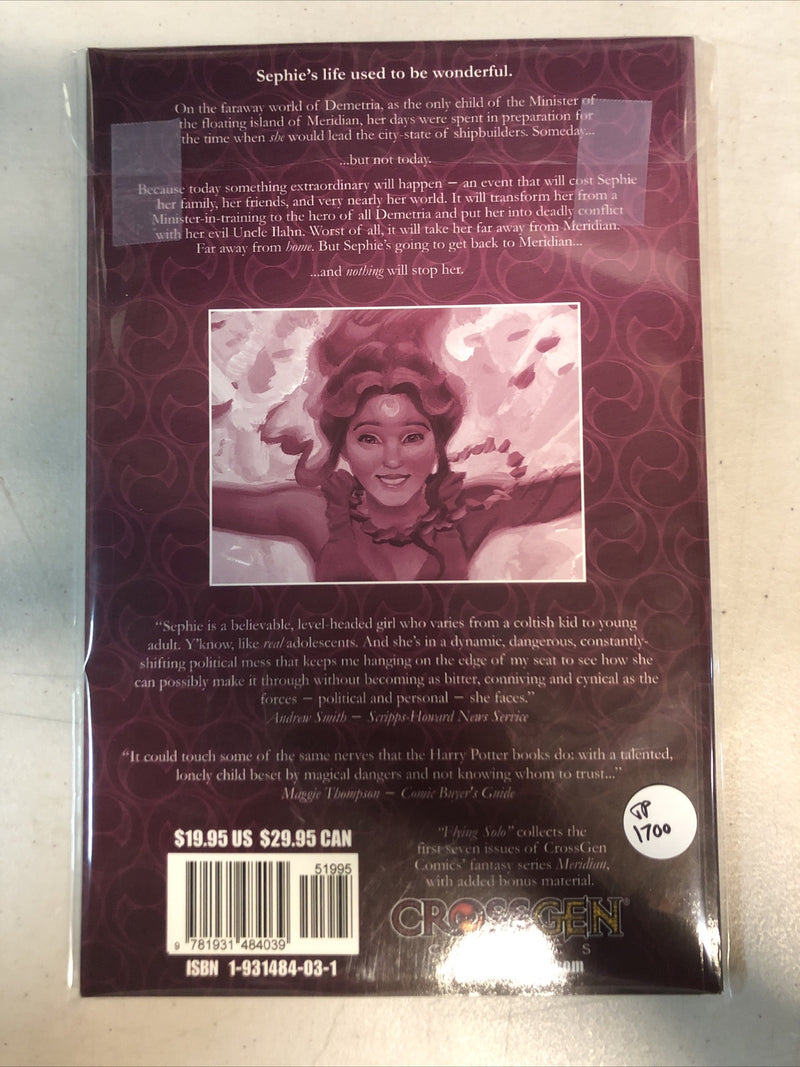 Sephie's life used to be wonderful.
On the faraway world of Demetria, as the only child of the Minister of
the floating island of Meridian, her days were spent in preparation for
the time when she would lead the city-state of shipbuilders. Someday...
...but not today.
Because today something extraordinary will happen — an event that will cost Sephie
her family, her friends, and very nearly her world. It will transform her from a
Minister-in-training to the hero of all Demetria and put her into deadly conflict
with her evil Uncle Ilahn. Worst of all, it will take her far away from Meridian.
Far away from home. But Sephie's going to get back to Meridian...
...and nothing will stop her.
"Sephie is a believable, level-headed girl who varies from a coltish kid to young
adult. Y'know, like real adolescents. And she's in a dynamic, dangerous, constantly-
shifting political mess that keeps me hanging on the edge of my seat to see how she
can possibly make it through without becoming as bitter, conniving and cynical as the
forces — political and personal — she faces."
Andrew Smith — Scripps-Howard News Service
"It could touch some of the same nerves that the Harry Potter books do: with a talented,
lonely child beset by magical dangers and not knowing whom to trust..."
Maggie Thompson — Comic Buyer's Guide
TP
1700
$19.95 US $29.95 CAN
51995
9 781931 484039
ISBN 1-931484-03-1
"Flying Solo" collects the
first seven issues of CrossGen
Comics' fantasy series Meridian,
with added bonus material.
CROSSGEN®